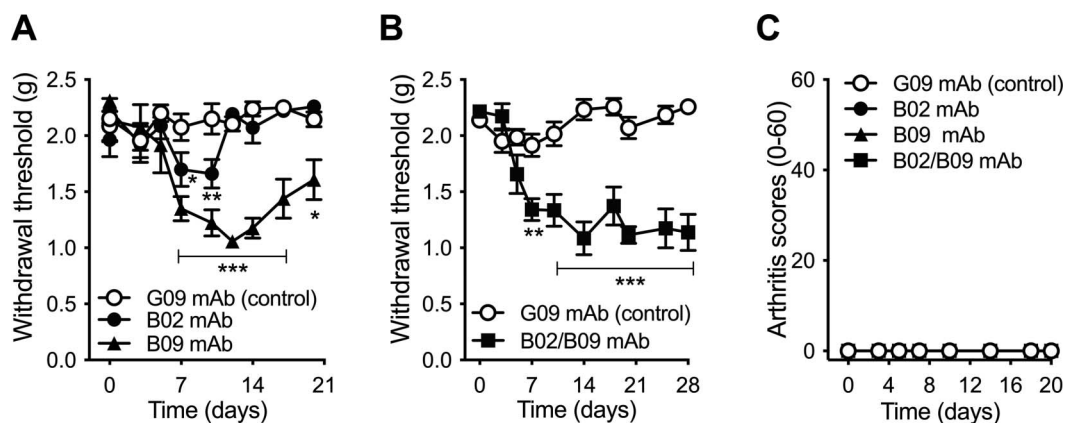 A
B
C
Withdrawal threshold (g)
2.5
2.0
1.5
1.0
0.5
0.0
*
**
***
*
G09 mAb (control)
B02 mAb
B09 mAb
0 7 14 21
Time (days)
Withdrawal threshold (g)
2.5
2.0
1.5
1.0
0.5
0.0
**
***
G09 mAb (control)
B02/B09 mAb
0 7 14 21 28
Time (days)
Arthritis scores (0-60)
60
40
20
0
G09 mAb (control)
B02 mAb
B09 mAb
B02/B09 mAb
0 4 8 12 16 20
Time (days)